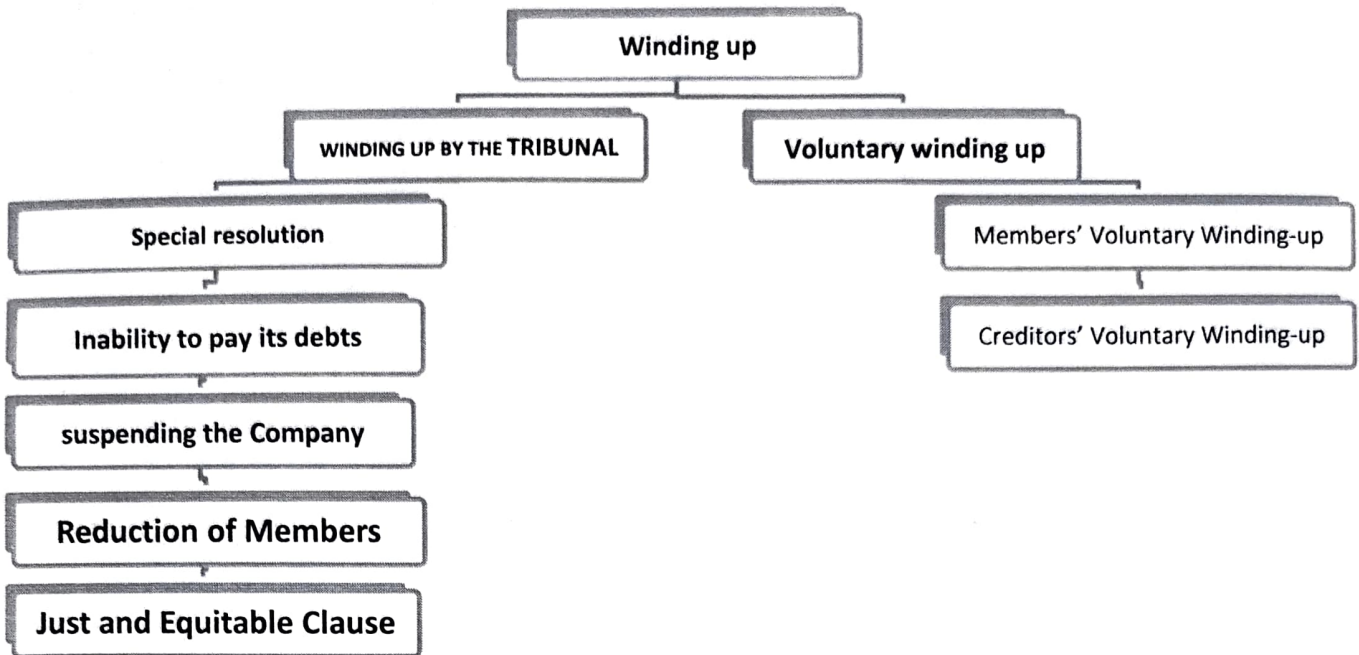 Winding up
WINDING UP BY THE TRIBUNAL
Voluntary winding up
Special resolution
Inability to pay its debts
suspending the Company
Reduction of Members
Just and Equitable Clause
Members' Voluntary Winding-up
Creditors' Voluntary Winding-up